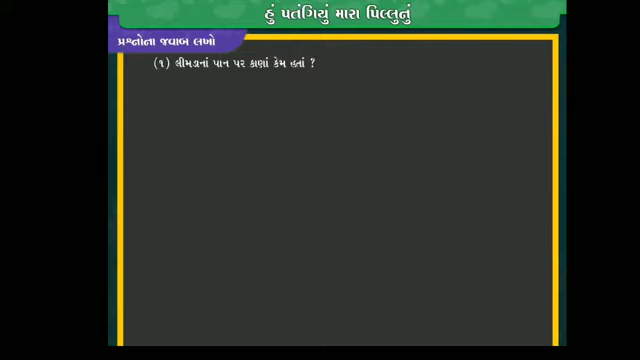 હું પતંગિયું મારા પિલ્લુનું
પ્રશ્નોના જવાબ લખો
(૧) લીમડાનાં પાન પર કાણાં કેમ હતાં ?